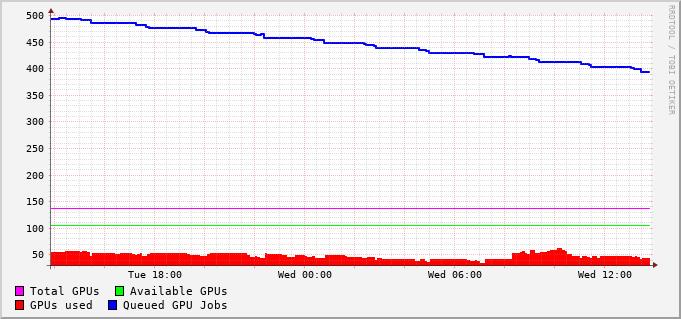 500
450
400
350
300
250
200
150
100
50
Tue 18:00 Wed 00:00 Wed 06:00 Wed 12:00
Total GPUs Available GPUs
GPUs used Queued GPU Jobs
RRDTOOL / TOBI OETIKER